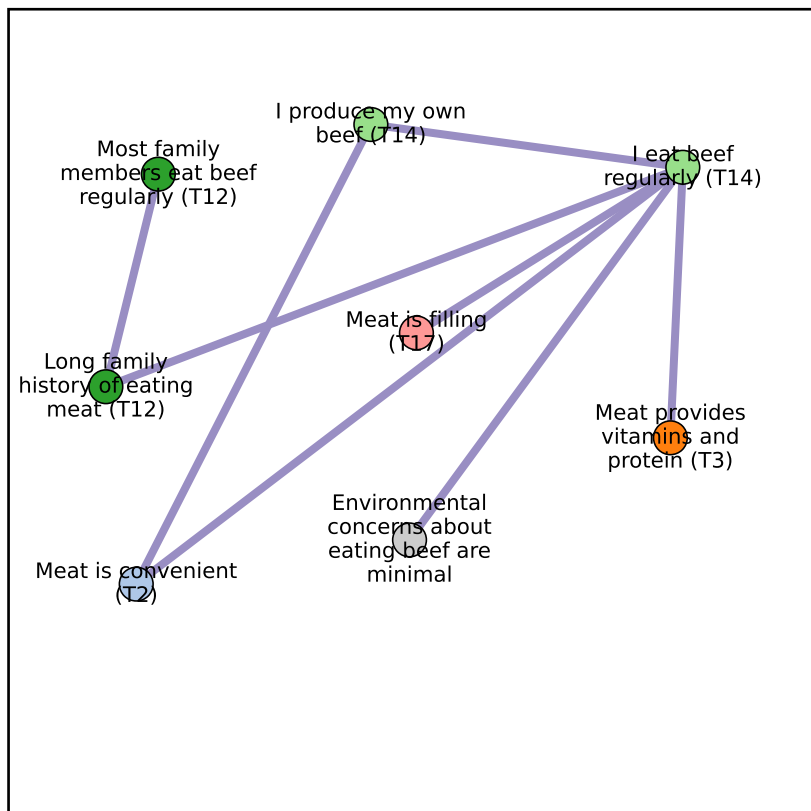 I produce my own
beef (T14)
Most family
members eat beef
regularly (T12)
I eat beef
regularly (T14)
Meat is filling
(T17)
Long family
history of eating
meat (T12)
Meat provides
vitamins and
protein (T3)
Environmental
concerns about
eating beef are
minimal
Meat is convenient
(T2)